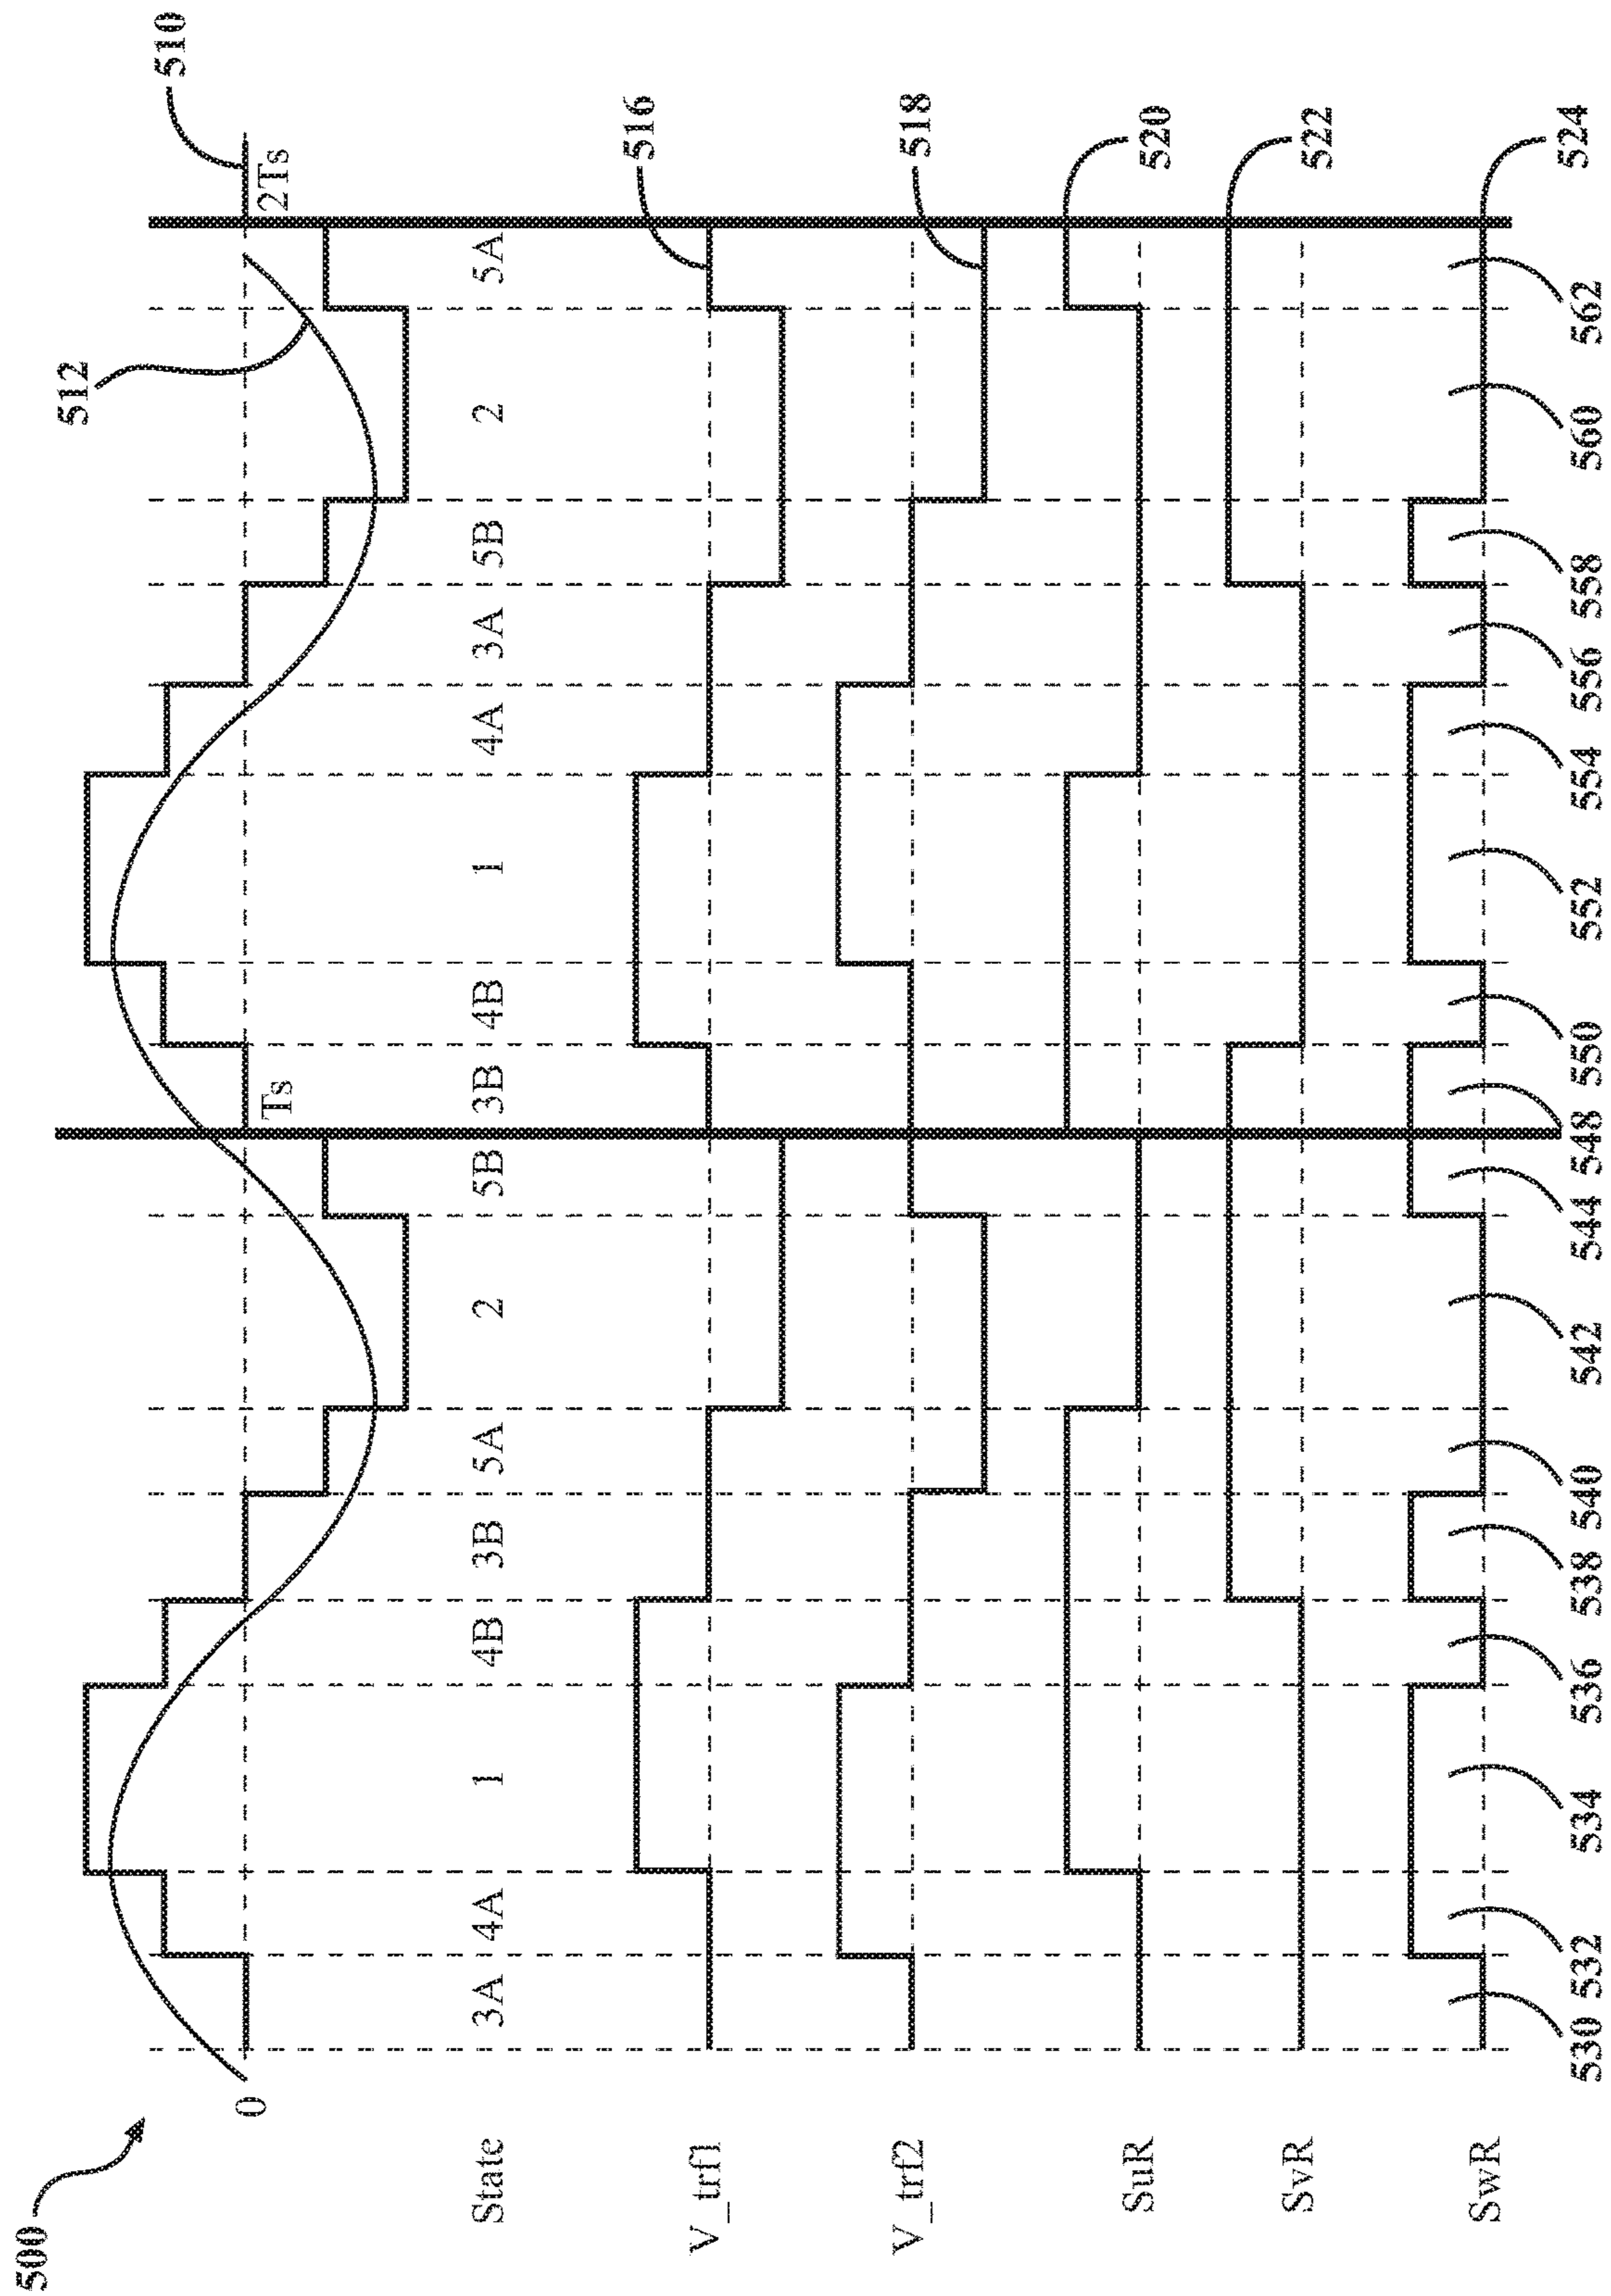 500
510
512
0
Ts
2Ts
State 3A 4A 1 4B 3B 5A 2 5B 3B 4B 1 4A 3A 5B 2 5A
516
V_trf1
518
V_trf2
SuR
520
SvR
522
SwR
524
530 532 534 536 538 540 542 544 548 550 552 554 556 558 560 562